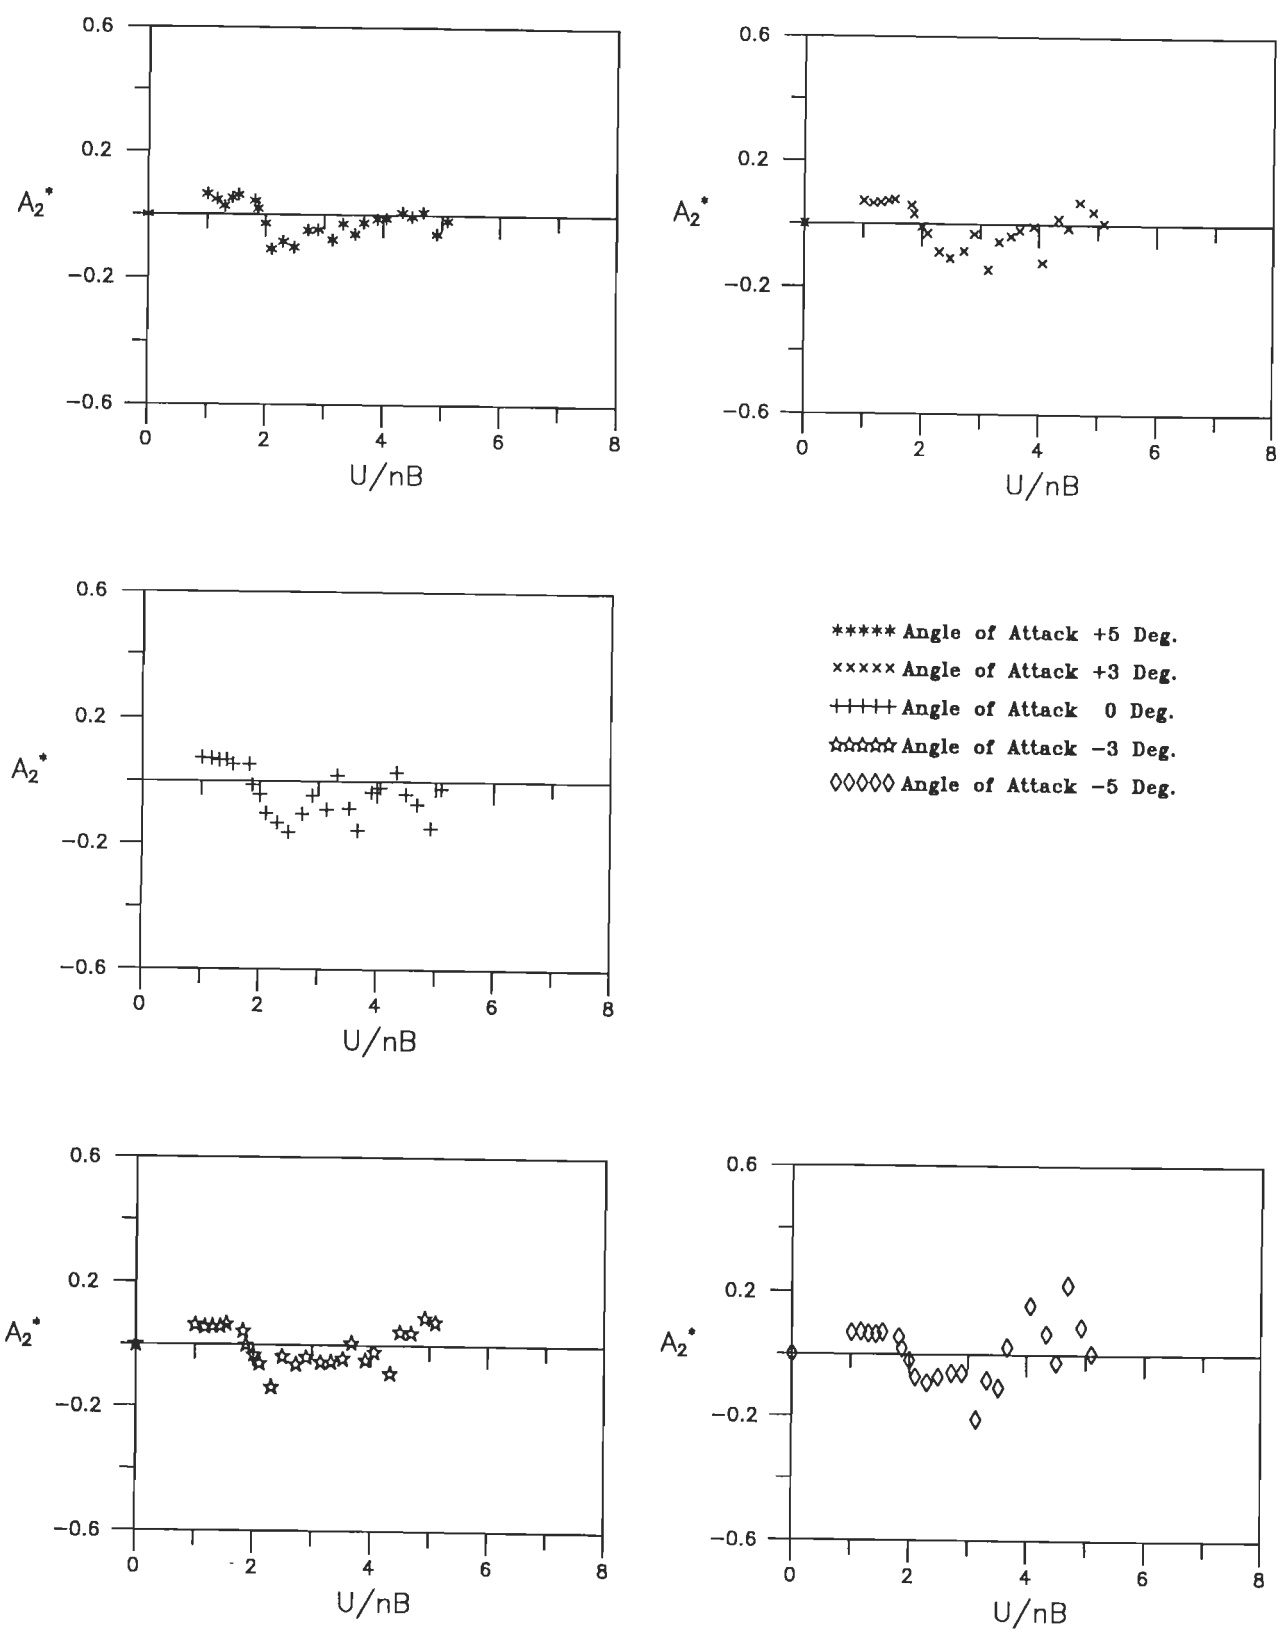 0.6
0.2
A₂*
−0.2
−0.6
0 2 4 6 8
U/nB
0.6
0.2
A₂*
−0.2
−0.6
0 2 4 6 8
U/nB
0.6
0.2
A₂*
−0.2
−0.6
0 2 4 6 8
U/nB
***** Angle of Attack +5 Deg.
××××× Angle of Attack +3 Deg.
+++++ Angle of Attack 0 Deg.
☆☆☆☆☆ Angle of Attack −3 Deg.
◇◇◇◇◇ Angle of Attack −5 Deg.
0.6
0.2
A₂*
−0.2
−0.6
0 2 4 6 8
U/nB
0.6
0.2
A₂*
−0.2
−0.6
0 2 4 6 8
U/nB